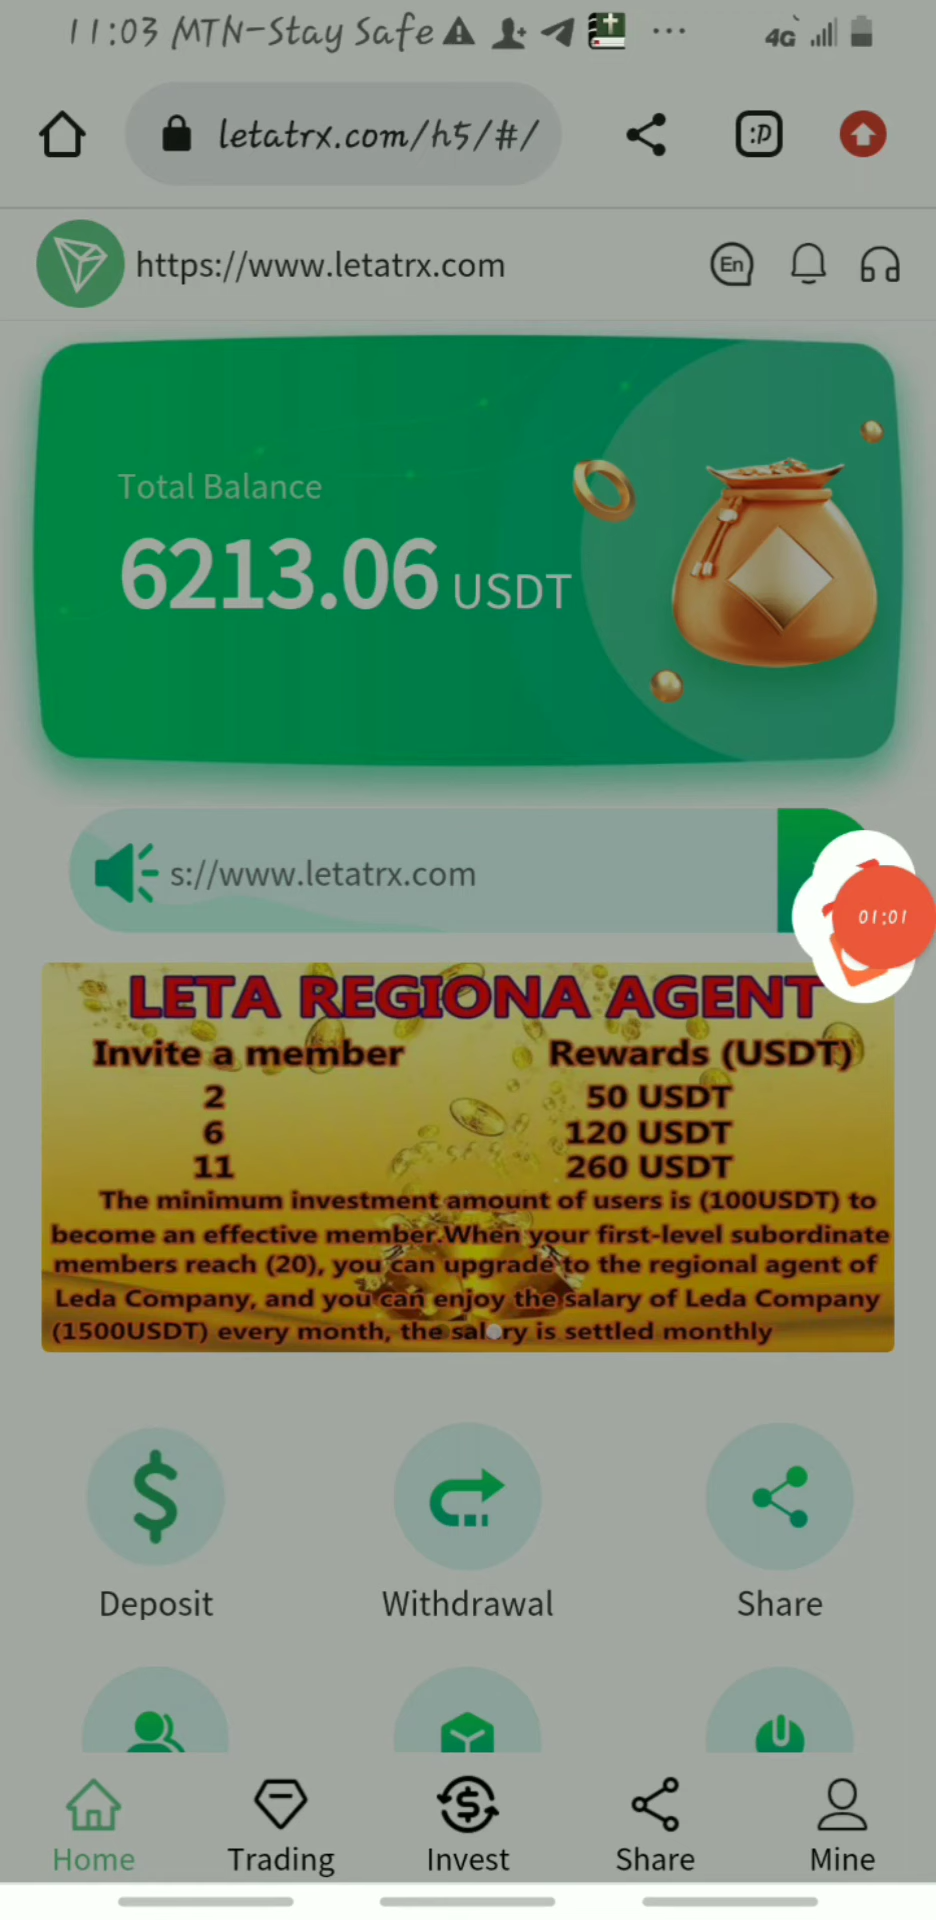 11:03 MTN-Stay Safe
4G
letatrx.com/h5/#/
:D
https://www.letatrx.com
En
Total Balance
6213.06 USDT
s://www.letatrx.com
01:01
LETA REGIONA AGENT
Invite a member Rewards (USDT)
2 50 USDT
6 120 USDT
11 260 USDT
The minimum investment amount of users is (100USDT) to
become an effective member.When your first-level subordinate
members reach (20), you can upgrade to the regional agent of
Leda Company, and you can enjoy the salary of Leda Company
(1500USDT) every month, the salary is settled monthly
Deposit Withdrawal Share
Home Trading Invest Share Mine